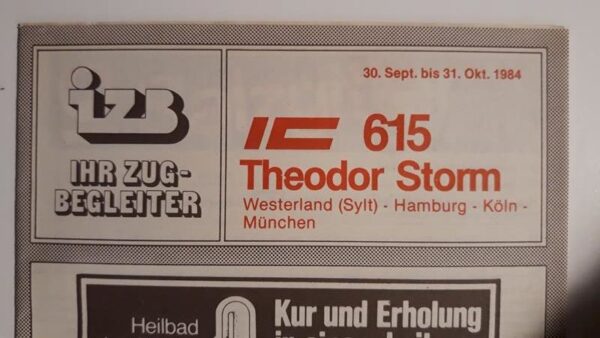 izb
IHR ZUG-
BEGLEITER
30. Sept. bis 31. Okt. 1984
IC 615
Theodor Storm
Westerland (Sylt) - Hamburg - Köln -
München
Heilbad
Kur und Erholung